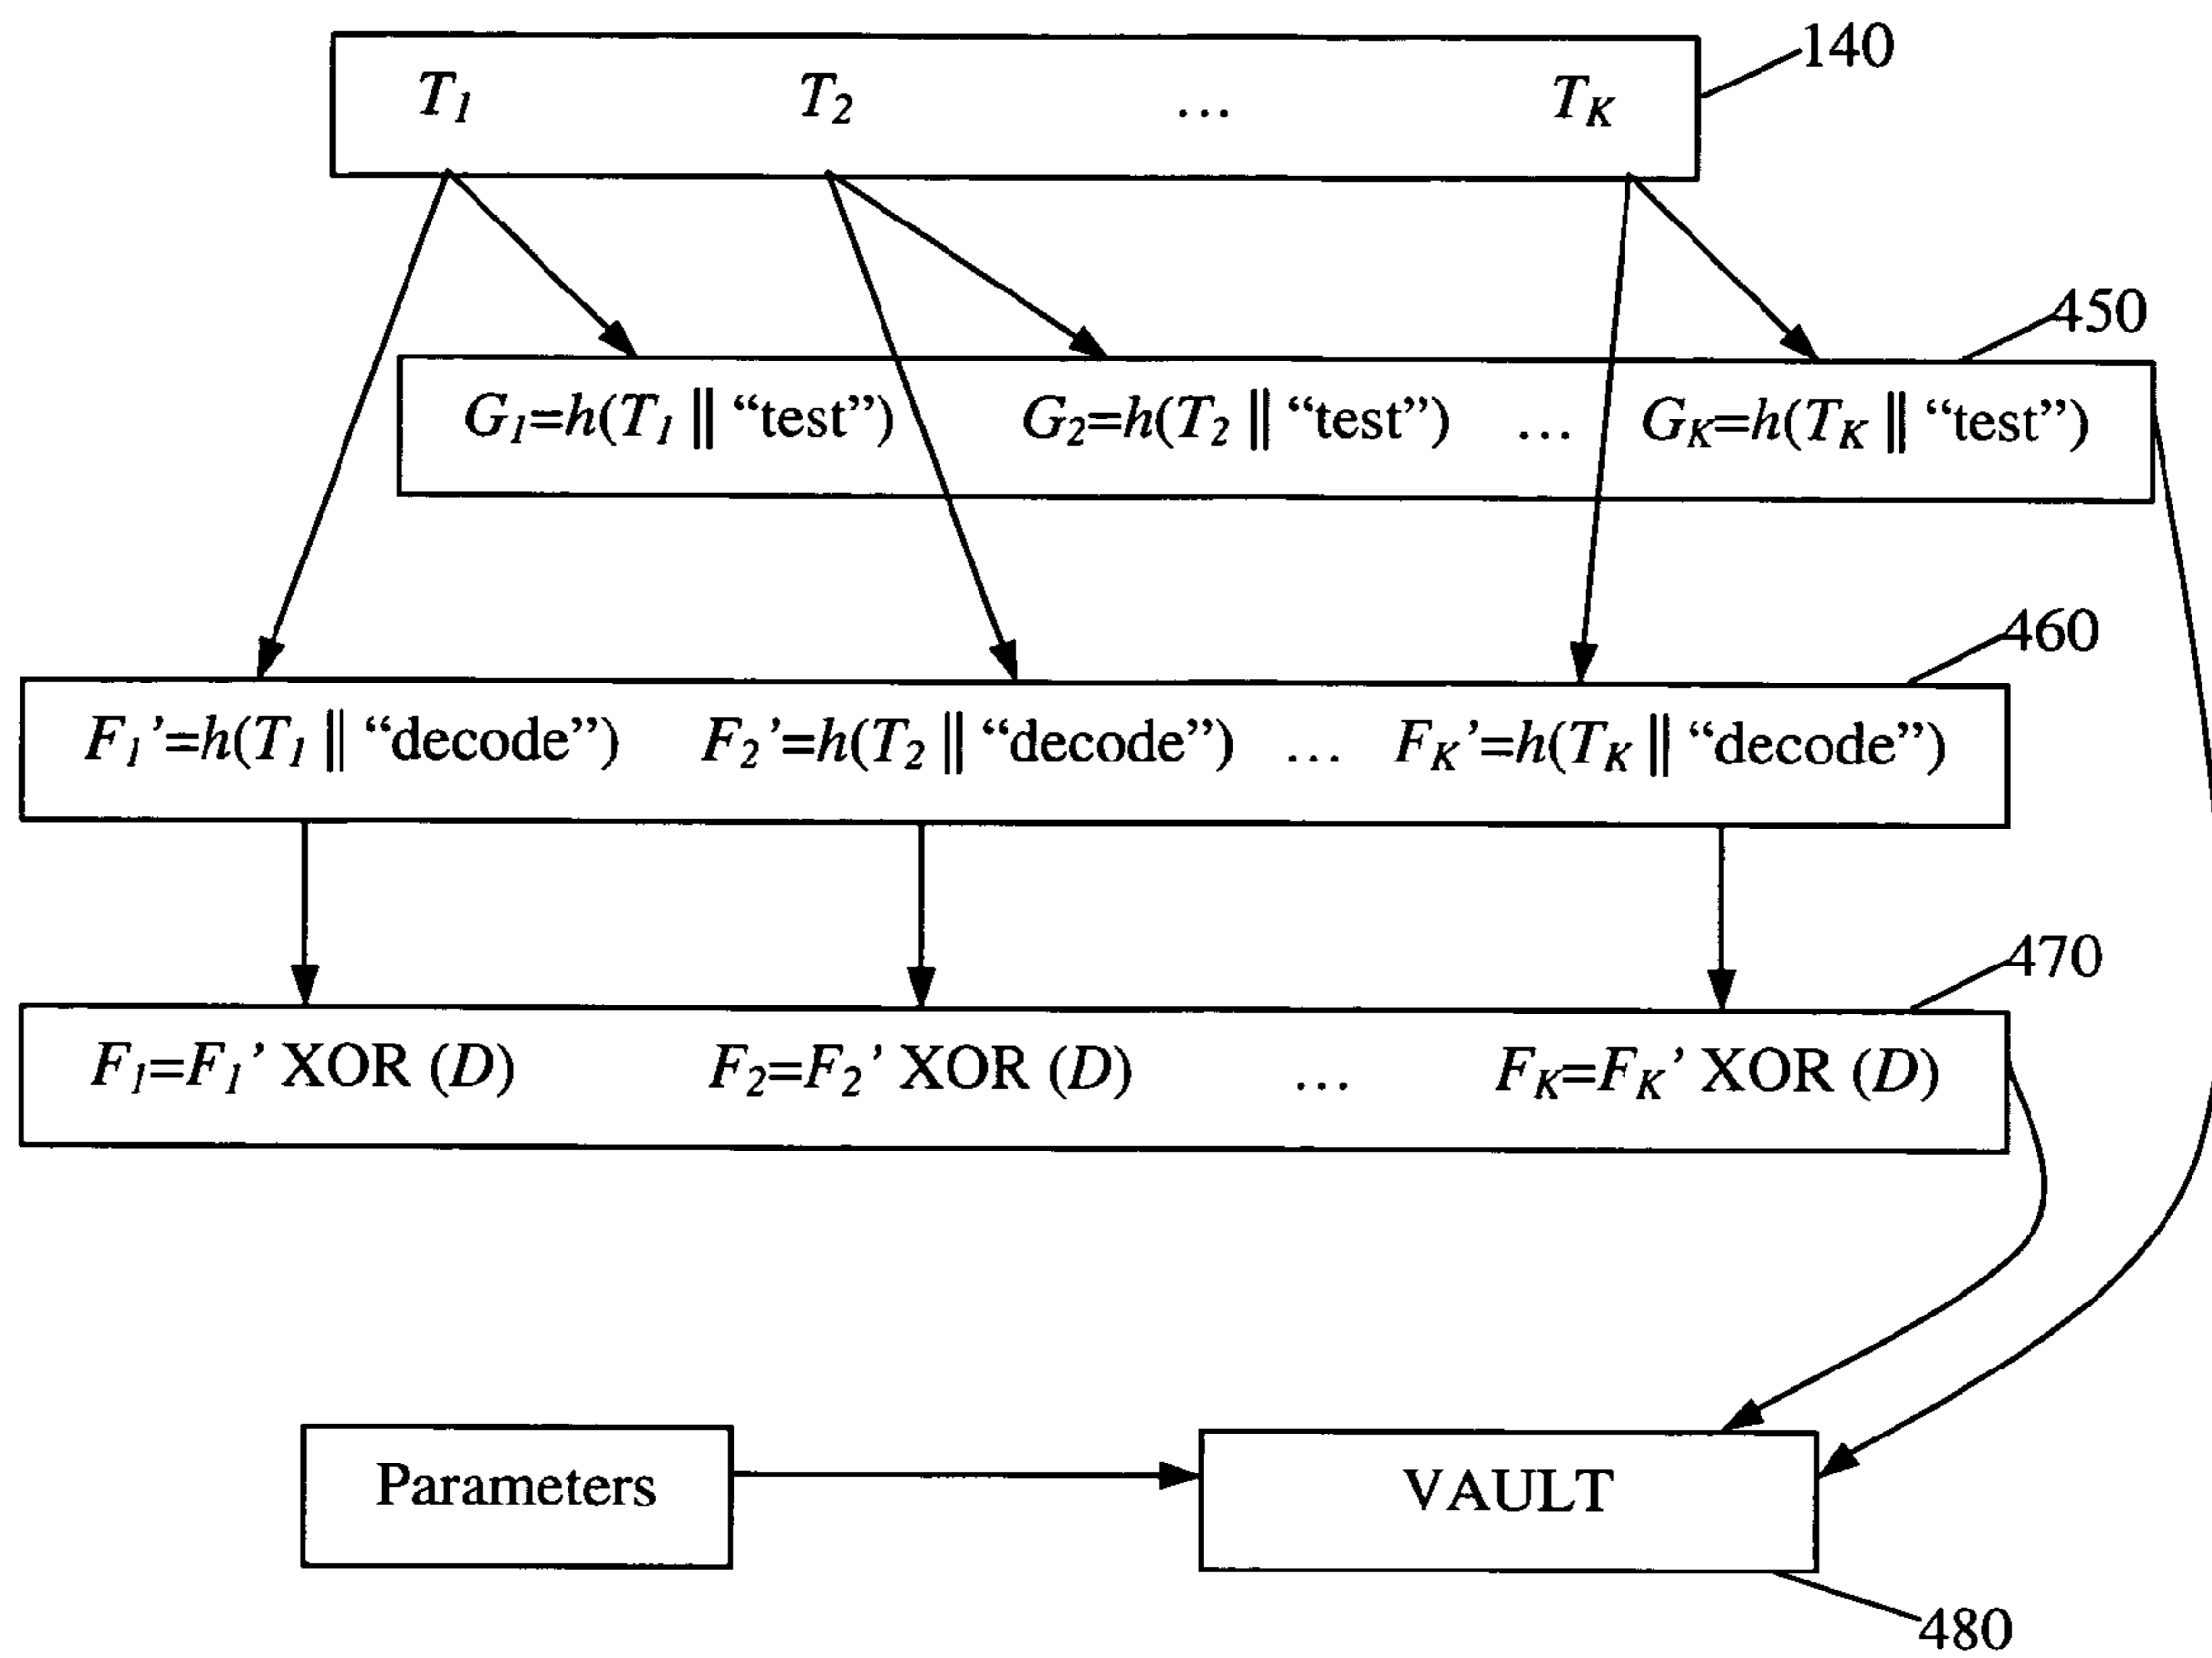 140
T1 T2 ... TK
450
G1=h(T1 || “test”) G2=h(T2 || “test”) ... GK=h(TK || “test”)
460
F1’=h(T1 || “decode”) F2’=h(T2 || “decode”) ... FK’=h(TK || “decode”)
470
F1=F1’ XOR (D) F2=F2’ XOR (D) ... FK=FK’ XOR (D)
Parameters VAULT
480